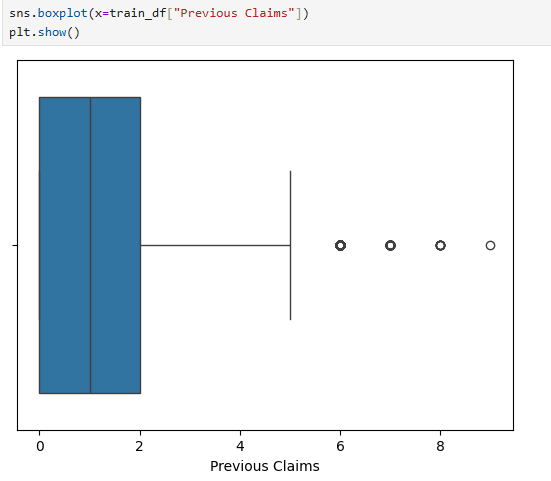 sns.boxplot(x=train_df["Previous Claims"])
plt.show()
0 2 4 6 8
Previous Claims